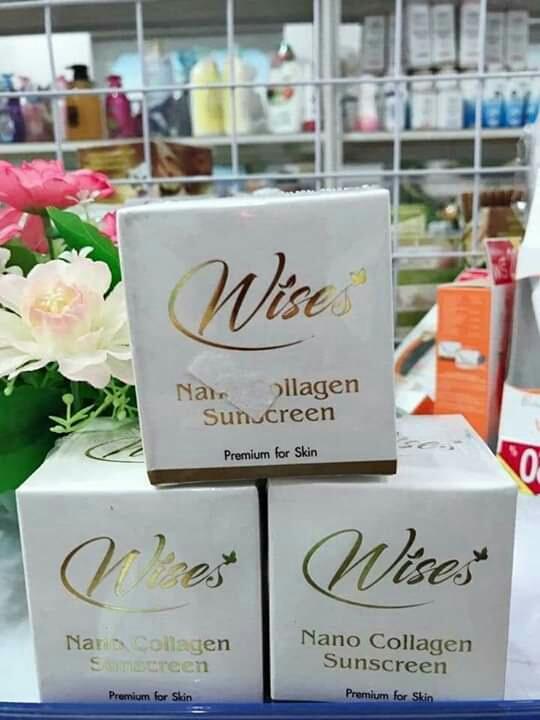 Wises
Nano Collagen
Sunscreen
Premium for Skin
Wises
Nano Collagen
Sunscreen
Premium for Skin
Wises
Nano Collagen
Sunscreen
Premium for Skin